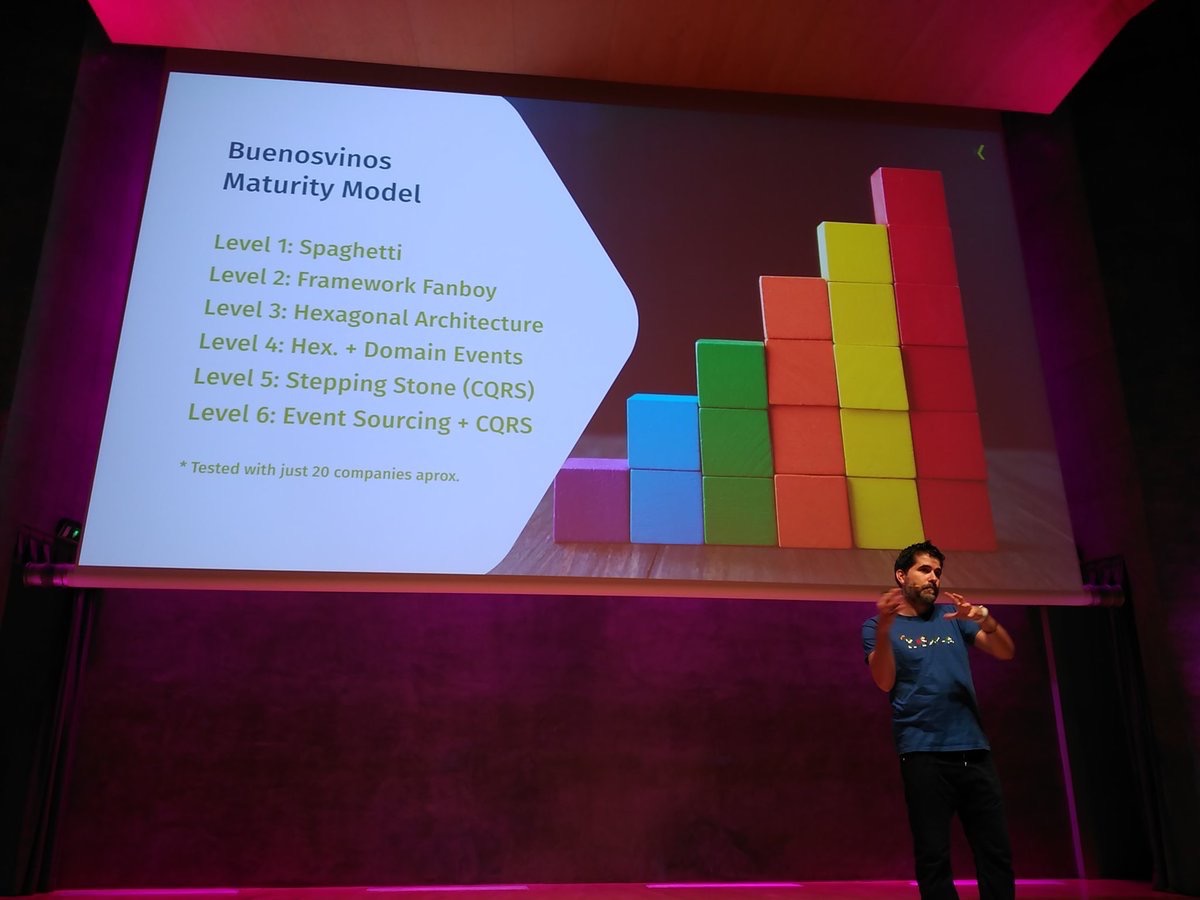 Buenosvinos
Maturity Model
Level 1: Spaghetti
Level 2: Framework Fanboy
Level 3: Hexagonal Architecture
Level 4: Hex. + Domain Events
Level 5: Stepping Stone (CQRS)
Level 6: Event Sourcing + CQRS
* Tested with just 20 companies aprox.